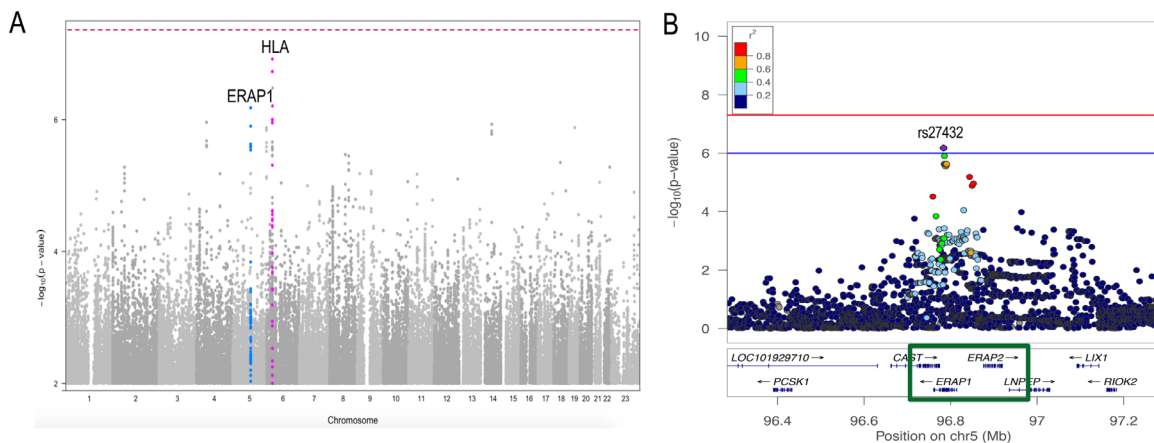 A
HLA
ERAP1
6
4
2
−log₁₀(p − value)
1 2 3 4 5 6 7 8 9 10 11 12 13 14 15 16 17 18 19 20 21 22 23
Chromosome
B
r²
0.8
0.6
0.4
0.2
rs27432
10
8
6
4
2
0
−log₁₀(p−value)
LOC101929710 → CAST → ERAP2 → ← LIX1
← PCSK1 ← ERAP1 LNPEP → ← RIOK2
96.4 96.6 96.8 97 97.2
Position on chr5 (Mb)